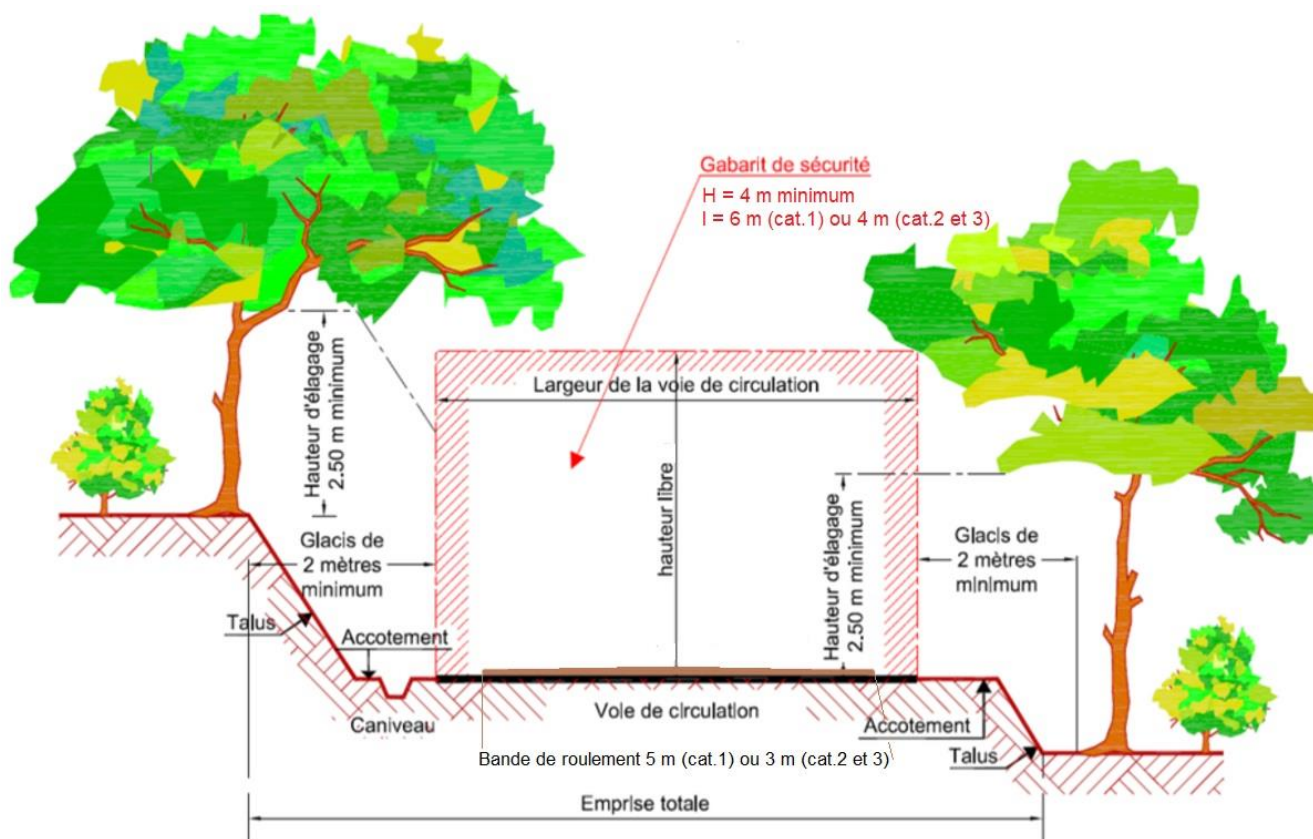 Gabarit de sécurité
H = 4 m minimum
l = 6 m (cat.1) ou 4 m (cat.2 et 3)
Largeur de la voie de circulation
Hauteur d'élagage
2.50 m minimum
hauteur libre
Hauteur d'élagage
2.50 m minimum
Glacis de
2 mètres
minimum
Glacis de
2 mètres
minimum
Talus
Accotement
Caniveau
Voie de circulation
Accotement
Talus
Bande de roulement 5 m (cat.1) ou 3 m (cat.2 et 3)
Emprise totale